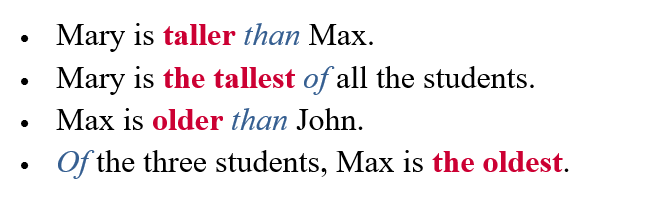 • Mary is taller than Max.
• Mary is the tallest of all the students.
• Max is older than John.
• Of the three students, Max is the oldest.